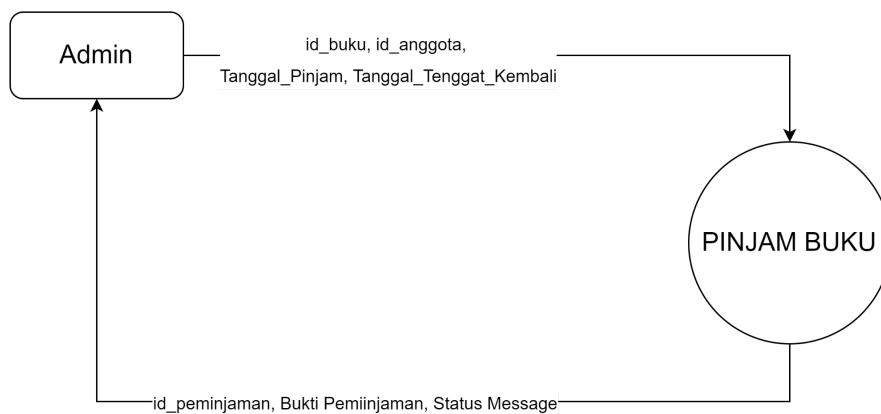 Admin
id_buku, id_anggota,
Tanggal_Pinjam, Tanggal_Tenggat_Kembali
PINJAM BUKU
id_peminjaman, Bukti Pemiinjaman, Status Message